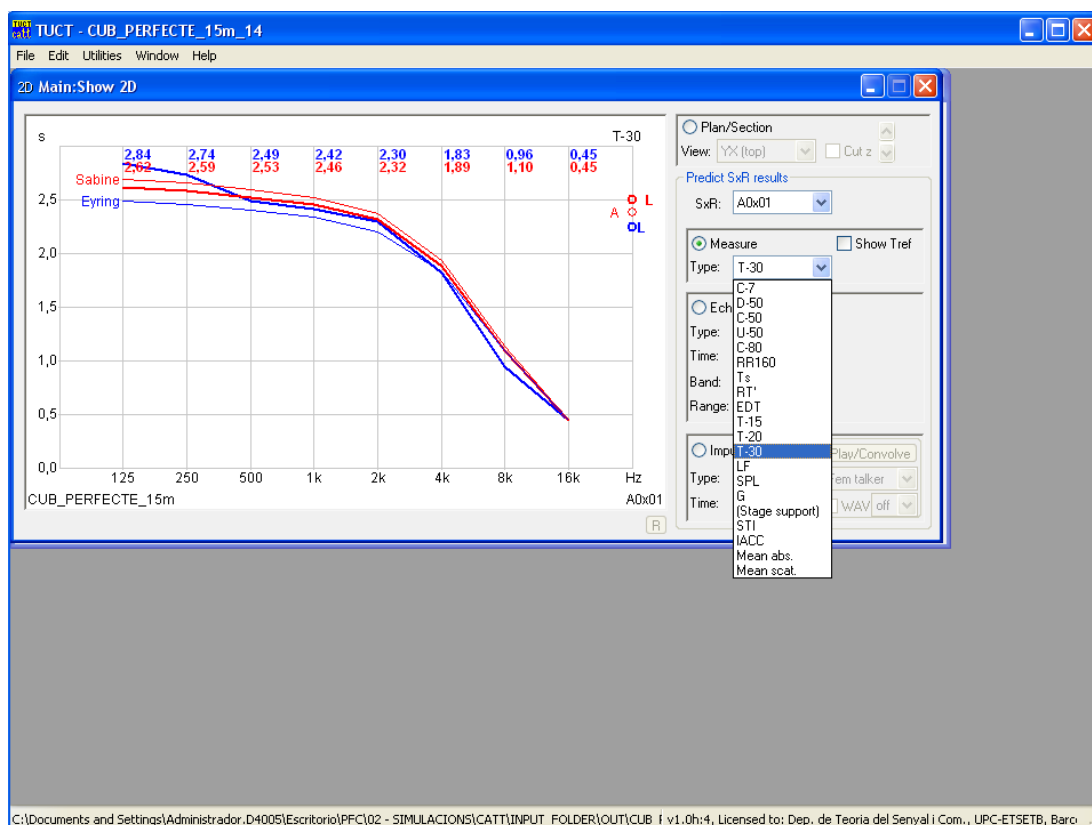 TUCT - CUB_PERFECTE_15m_14
File Edit Utilities Window Help
2D Main:Show 2D
s T-30
2,84 2,74 2,49 2,42 2,30 1,83 0,96 0,45
2,62 2,59 2,53 2,46 2,32 1,89 1,10 0,45
Sabine
Eyring
2,5
2,0
1,5
1,0
0,5
0,0
L
A
L
125 250 500 1k 2k 4k 8k 16k Hz
CUB_PERFECTE_15m A0x01
R
Plan/Section
View: YX (top) Cut z
Predict SxR results
SxR: A0x01
Measure Show Tref
Type: T-30
C-7
D-50
C-50
U-50
C-80
RR160
Ts
RT'
EDT
T-15
T-20
T-30
LF
SPL
G
(Stage support)
STI
IACC
Mean abs.
Mean scat.
Ech
Type:
Time:
Band:
Range:
Impu Play/Convolve
Type: em talker
Time: WAV off
C:\Documents and Settings\Administrador.D4005\Escritorio\PFC\02 - SIMULACIONS\CATT\INPUT_FOLDER\OUT\CUB_F v1.0h:4, Licensed to: Dep. de Teoria del Senyal i Com., UPC-ETSETB, Barc